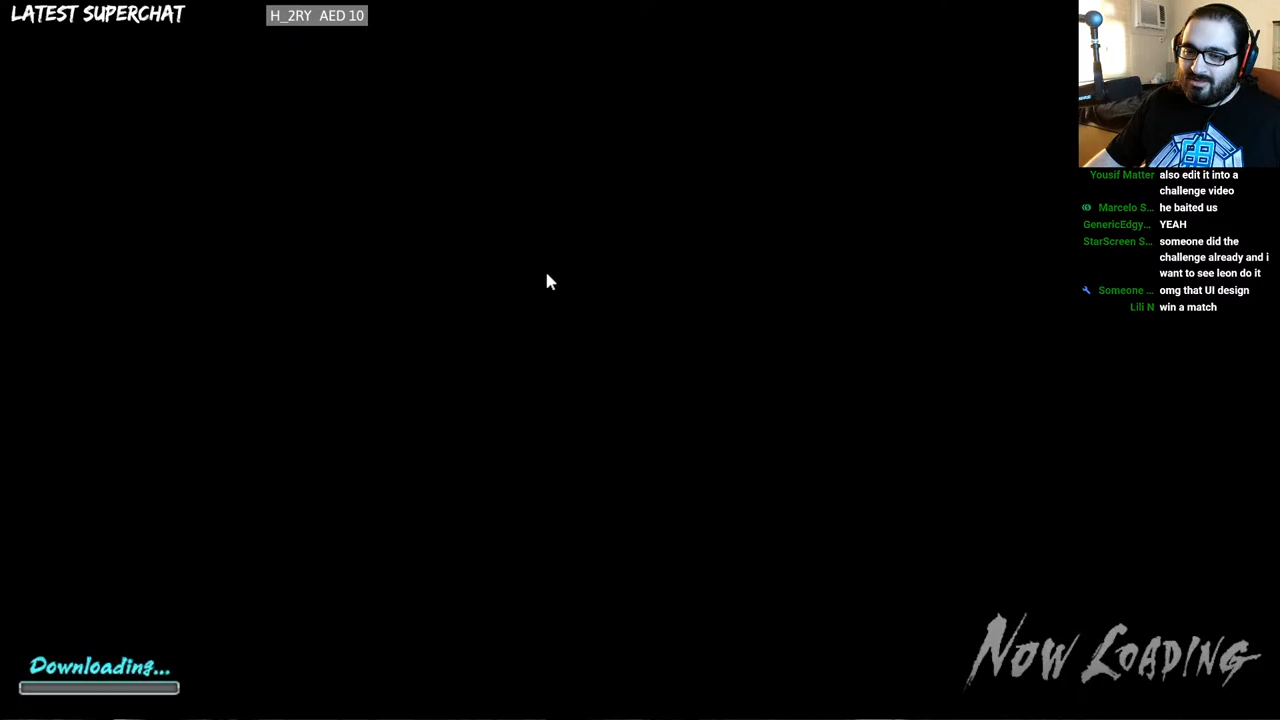 LATEST SUPERCHAT
H_2RY AED 10
Yousif Matter also edit it into a
challenge video
Marcelo S... he baited us
GenericEdgy... YEAH
StarScreen S... someone did the
challenge already and i
want to see leon do it
Someone ... omg that UI design
Lili N win a match
Downloading...
Now Loading